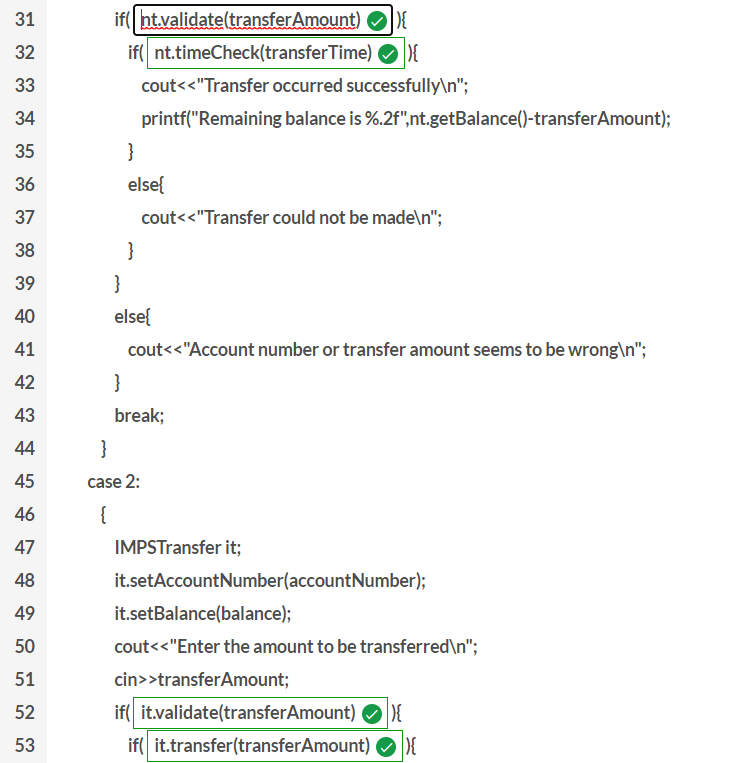 31 if( nt.validate(transferAmount) ){
32 if( nt.timeCheck(transferTime) ){
33 cout<<"Transfer occurred successfully\n";
34 printf("Remaining balance is %.2f",nt.getBalance()-transferAmount);
35 }
36 else{
37 cout<<"Transfer could not be made\n";
38 }
39 }
40 else{
41 cout<<"Account number or transfer amount seems to be wrong\n";
42 }
43 break;
44 }
45 case 2:
46 {
47 IMPSTransfer it;
48 it.setAccountNumber(accountNumber);
49 it.setBalance(balance);
50 cout<<"Enter the amount to be transferred\n";
51 cin>>transferAmount;
52 if( it.validate(transferAmount) ){
53 if( it.transfer(transferAmount) ){